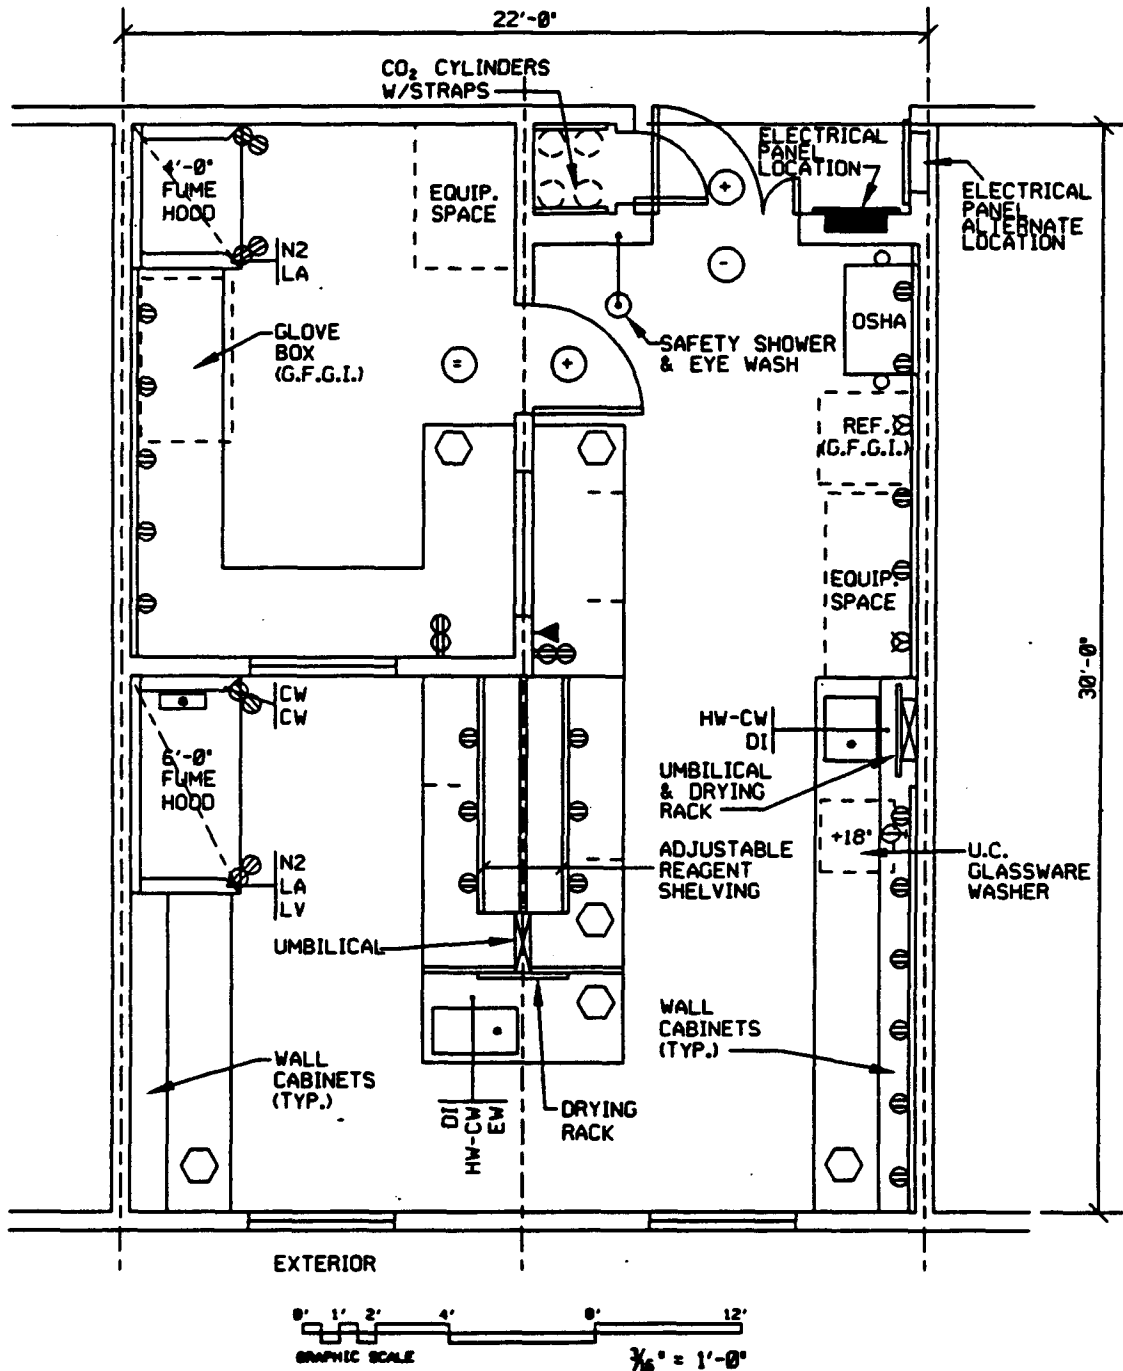 22'-0"
CO₂ CYLINDERS
W/STRAPS
ELECTRICAL
PANEL
LOCATION
ELECTRICAL
PANEL
ALTERNATE
LOCATION
4'-0"
FUME
HOOD
EQUIP.
SPACE
+
N2
LA
-
GLOVE
BOX
(G.F.G.I.)
OSHA
SAFETY SHOWER
& EYE WASH
=
+
REF.
(G.F.G.I.)
EQUIP.
SPACE
30'-0"
CW
CW
6'-0"
FUME
HOOD
HW-CW
DI
UMBILICAL
& DRYING
RACK
+18"
U.C.
GLASSWARE
WASHER
ADJUSTABLE
REAGENT
SHELVING
N2
LA
LV
UMBILICAL
WALL
CABINETS
(TYP.)
WALL
CABINETS
(TYP.)
DI
HW-CW
EW
DRYING
RACK
EXTERIOR
0' 1' 2' 4' 8' 12'
GRAPHIC SCALE
3/16" = 1'-0"